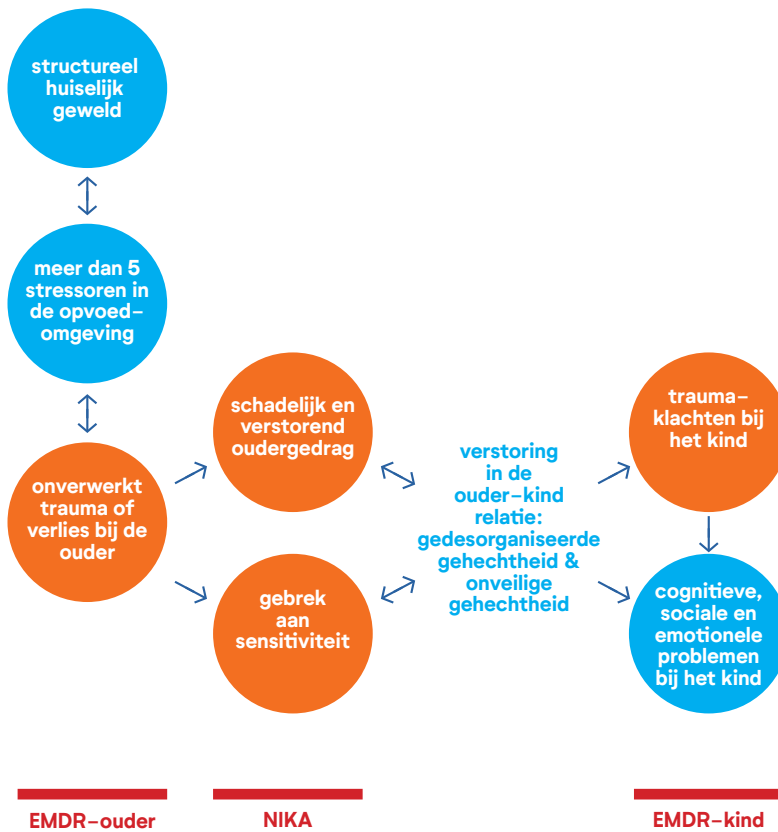 structureel
huiselijk
geweld
meer dan 5
stressoren in
de opvoed–
omgeving
onverwerkt
trauma of
verlies bij de
ouder
schadelijk en
verstorend
oudergedrag
gebrek
aan
sensitiviteit
verstoring
in de
ouder–kind
relatie:
gedesorganiseerde
gehechtheid &
onveilige
gehechtheid
trauma–
klachten bij
het kind
cognitieve,
sociale en
emotionele
problemen
bij het kind
EMDR–ouder
NIKA
EMDR–kind